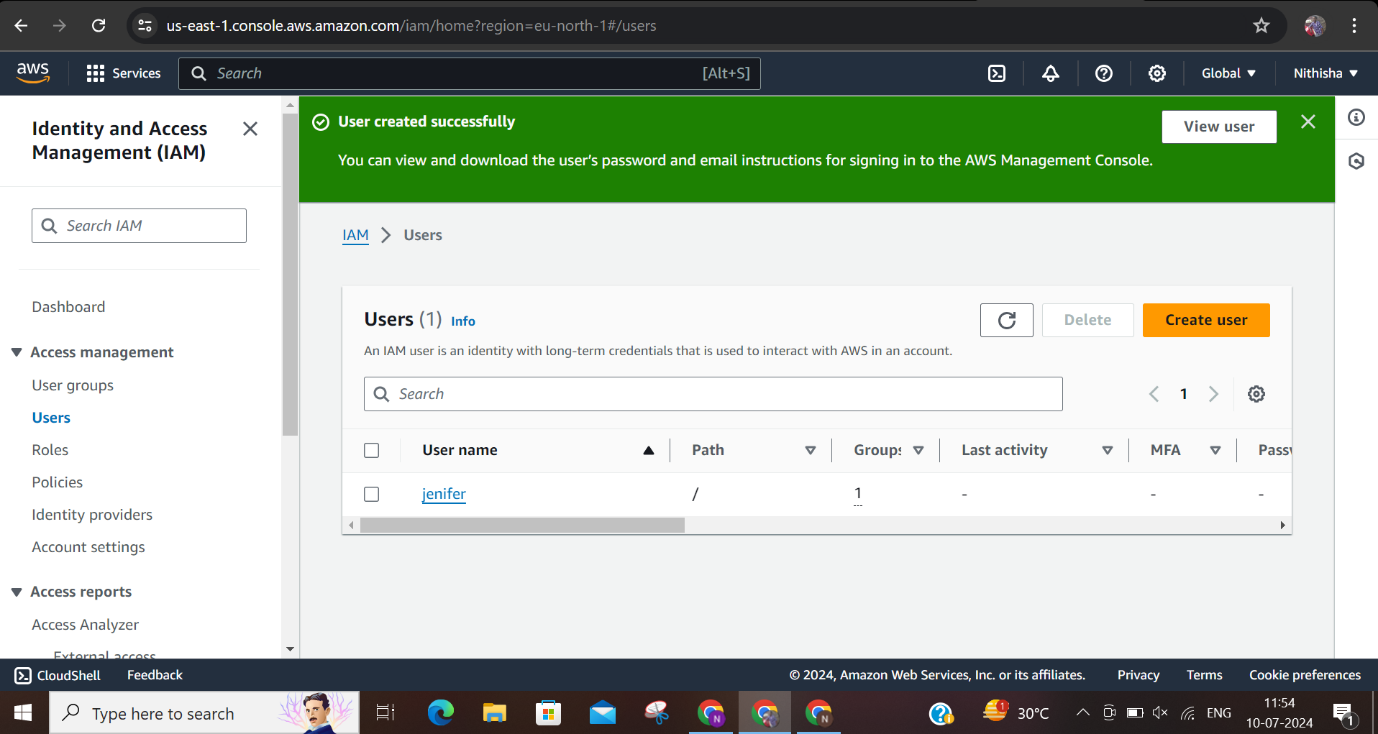 us-east-1.console.aws.amazon.com/iam/home?region=eu-north-1#/users
aws Services Search [Alt+S] Global Nithisha
Identity and Access
Management (IAM)
Search IAM
Dashboard
Access management
User groups
Users
Roles
Policies
Identity providers
Account settings
Access reports
Access Analyzer
External access
User created successfully
View user
You can view and download the user's password and email instructions for signing in to the AWS Management Console.
IAM Users
Users (1) Info
Delete Create user
An IAM user is an identity with long-term credentials that is used to interact with AWS in an account.
Search
1
User name Path Groups Last activity MFA Passw
jenifer / 1 - - -
CloudShell Feedback © 2024, Amazon Web Services, Inc. or its affiliates. Privacy Terms Cookie preferences
Type here to search
N N 1 30°C ENG 11:54
10-07-2024 1